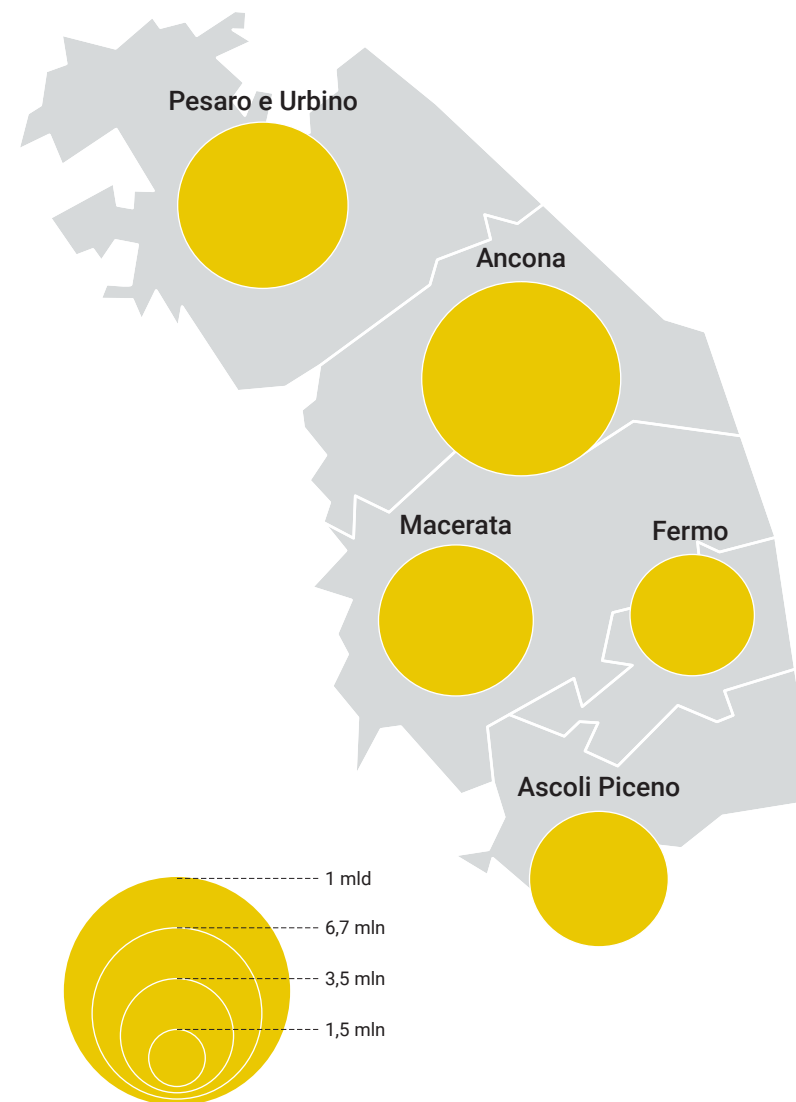 Pesaro e Urbino
Ancona
Macerata
Fermo
Ascoli Piceno
1 mld
6,7 mln
3,5 mln
1,5 mln